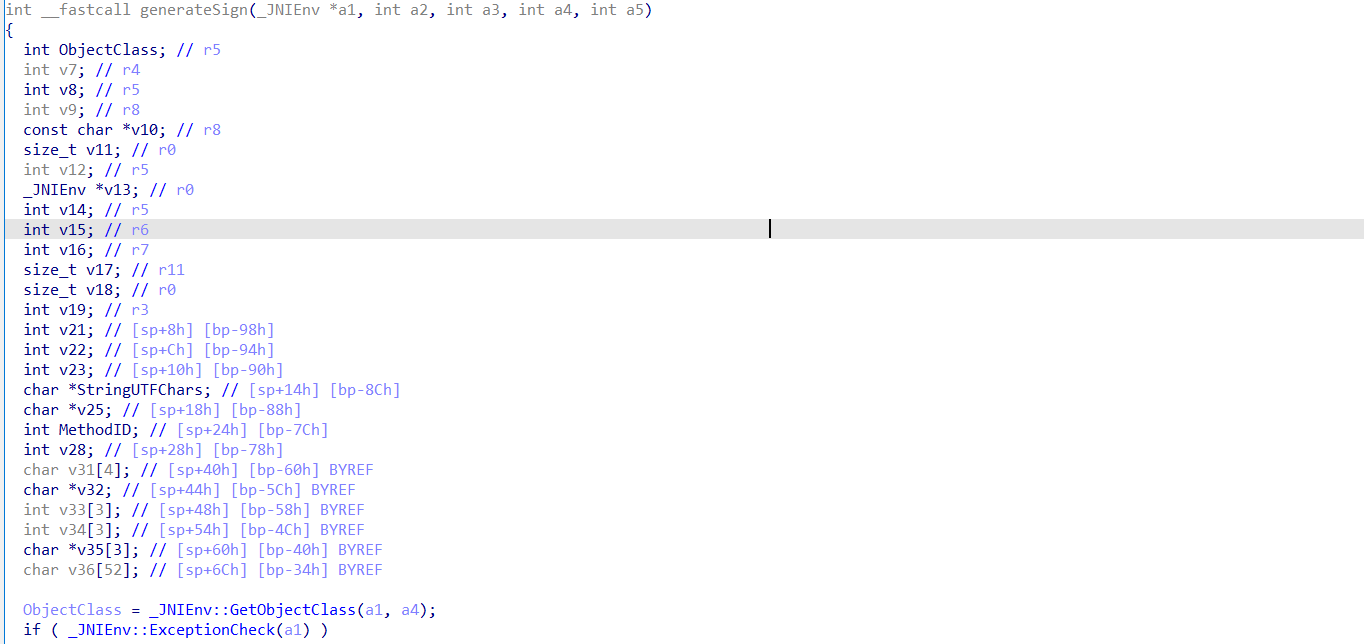 int __fastcall generateSign(_JNIEnv *a1, int a2, int a3, int a4, int a5)
{
int ObjectClass; // r5
int v7; // r4
int v8; // r5
int v9; // r8
const char *v10; // r8
size_t v11; // r0
int v12; // r5
_JNIEnv *v13; // r0
int v14; // r5
int v15; // r6
int v16; // r7
size_t v17; // r11
size_t v18; // r0
int v19; // r3
int v21; // [sp+8h] [bp-98h]
int v22; // [sp+Ch] [bp-94h]
int v23; // [sp+10h] [bp-90h]
char *StringUTFChars; // [sp+14h] [bp-8Ch]
char *v25; // [sp+18h] [bp-88h]
int MethodID; // [sp+24h] [bp-7Ch]
int v28; // [sp+28h] [bp-78h]
char v31[4]; // [sp+40h] [bp-60h] BYREF
char *v32; // [sp+44h] [bp-5Ch] BYREF
int v33[3]; // [sp+48h] [bp-58h] BYREF
int v34[3]; // [sp+54h] [bp-4Ch] BYREF
char *v35[3]; // [sp+60h] [bp-40h] BYREF
char v36[52]; // [sp+6Ch] [bp-34h] BYREF
ObjectClass = _JNIEnv::GetObjectClass(a1, a4);
if ( _JNIEnv::ExceptionCheck(a1) )